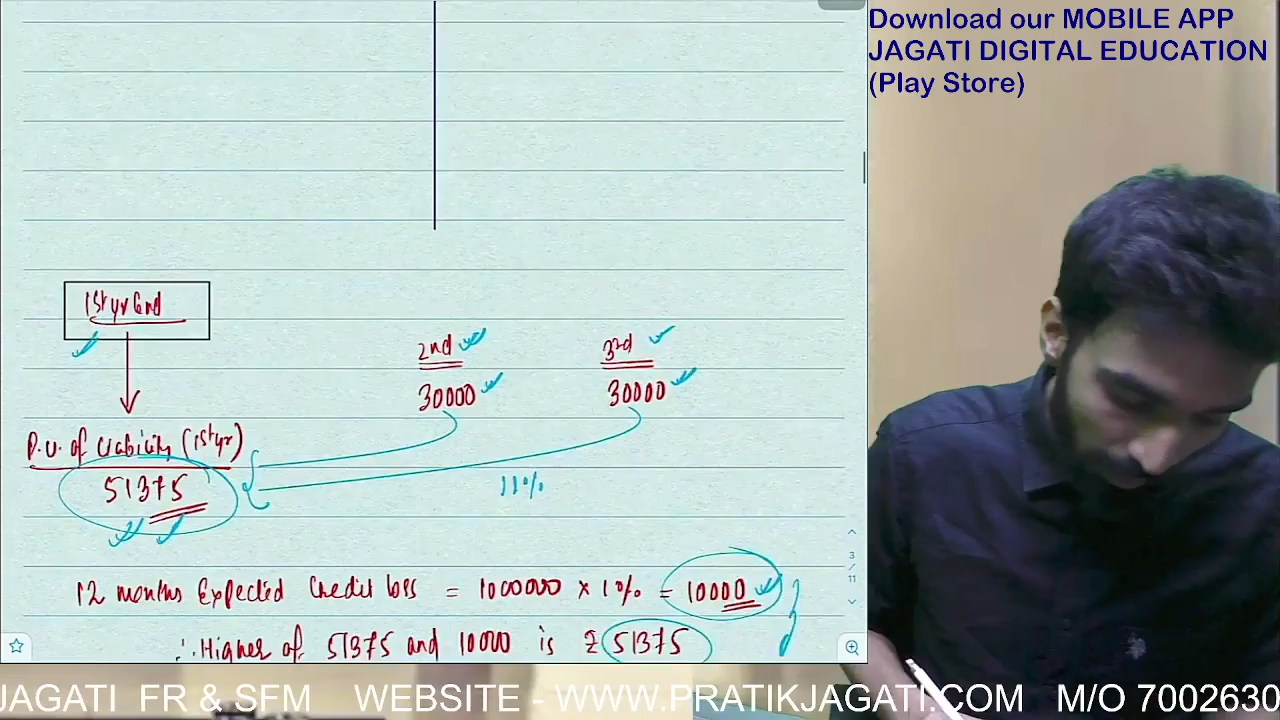 Download our MOBILE APP
JAGATI DIGITAL EDUCATION
(Play Store)
1st yr End
2nd 3rd
30000 30000
P.V. of Liability (1st yr)
51375
11%
12 months Expected Credit loss = 1000000 × 1% = 10000
∴ Higher of 51375 and 10000 is ₹ 51375
3
/
11
JAGATI FR & SFM WEBSITE - WWW.PRATIKJAGATI.COM M/O 7002630